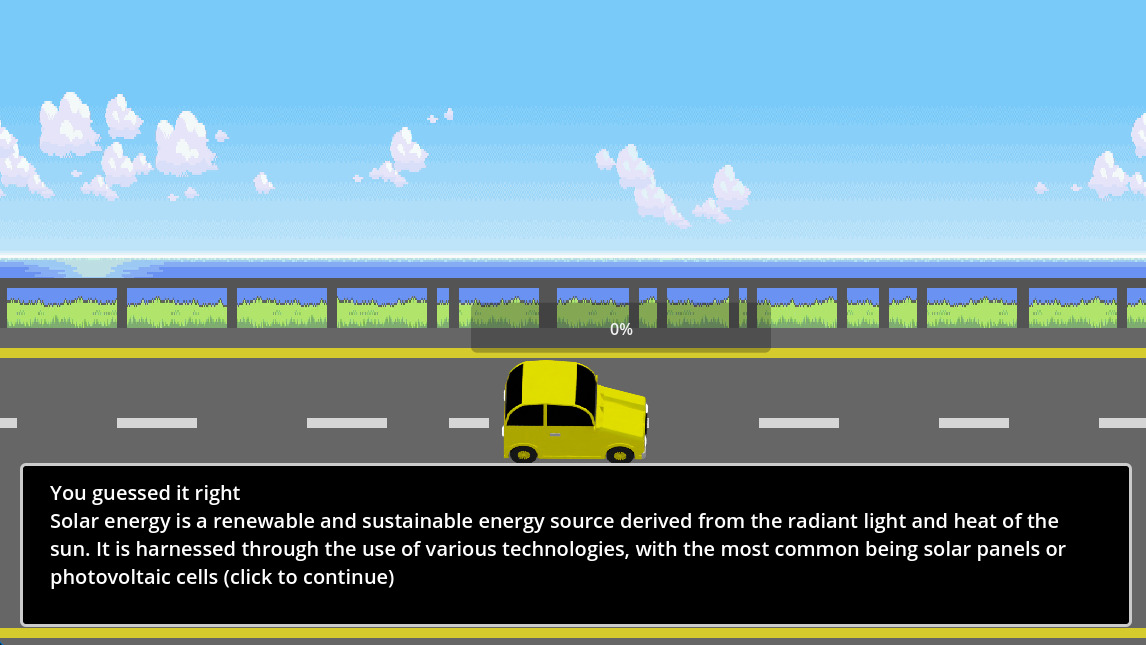 0%
You guessed it right
Solar energy is a renewable and sustainable energy source derived from the radiant light and heat of the
sun. It is harnessed through the use of various technologies, with the most common being solar panels or
photovoltaic cells (click to continue)